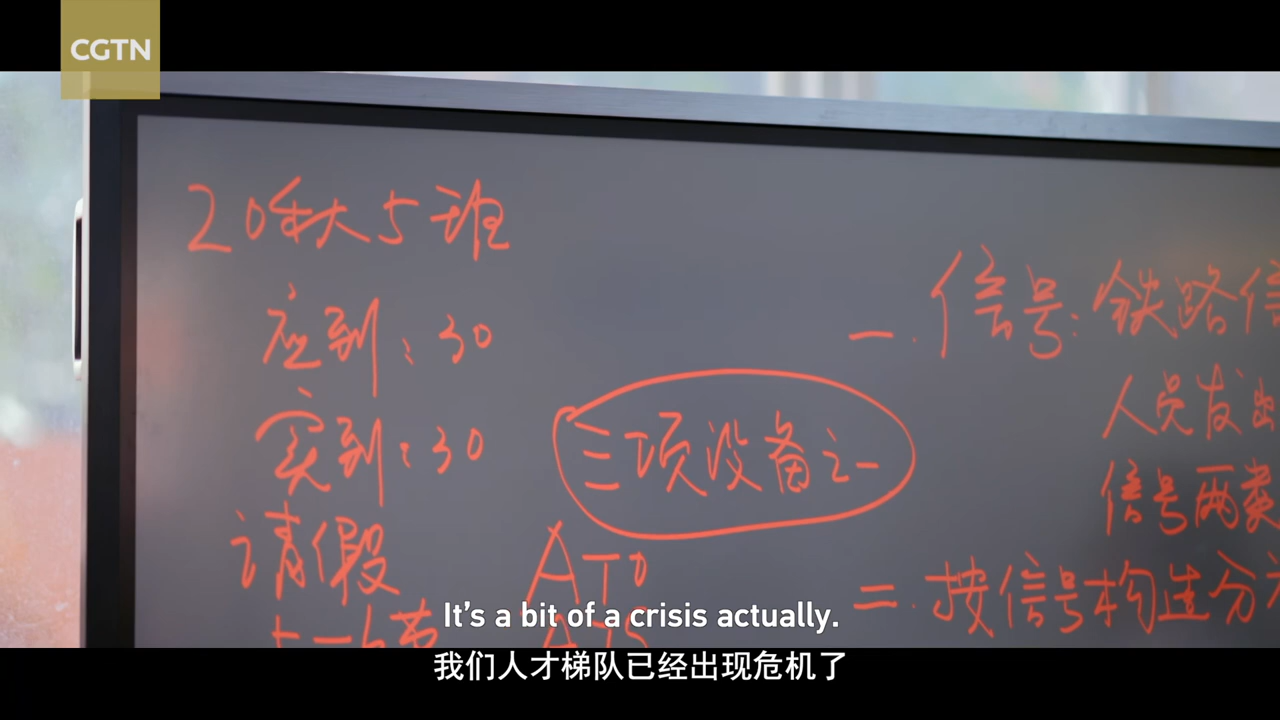 CGTN
20秋5班
应到:30
实到:30
请假
三项设备之一
ATO
一.信号:铁路信
人员发出
信号两类
二.按信号构造分
It's a bit of a crisis actually.
我们人才梯队已经出现危机了